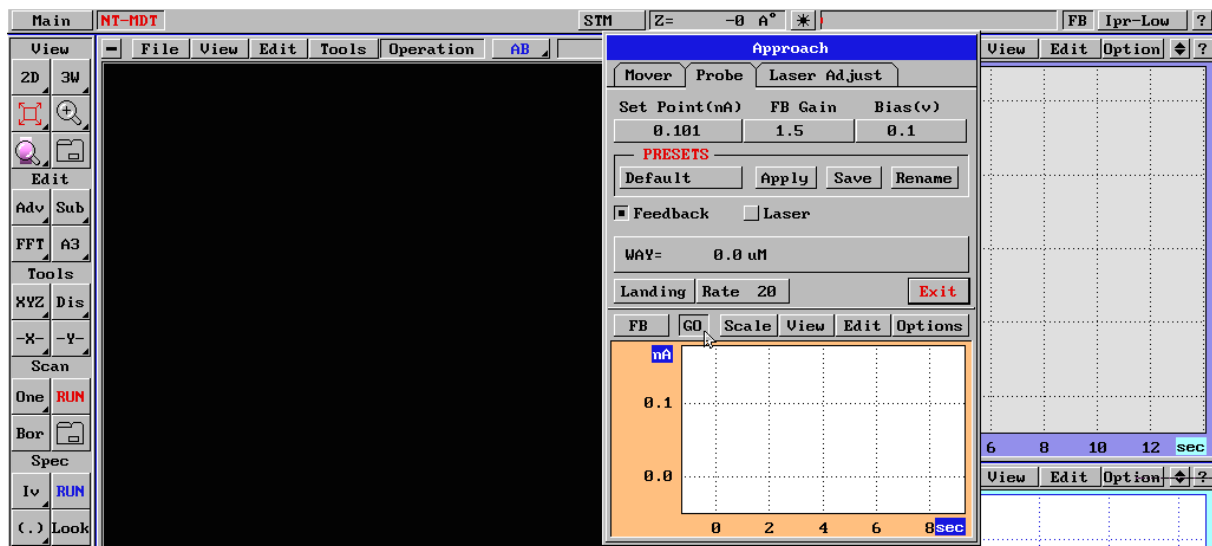 Main NT-MDT STM Z= -0 A° FB Ipr-Low ?
View - File View Edit Tools Operation AB Approach View Edit Option ?
2D 3W Mover Probe Laser Adjust
Set Point(nA) FB Gain Bias(v)
0.101 1.5 0.1
PRESETS
Default Apply Save Rename
Edit
Adv Sub Feedback Laser
FFT A3 WAY= 0.0 uM
Tools
XYZ Dis Landing Rate 20 Exit
-X- -Y- FB GO Scale View Edit Options
Scan nA
One RUN 0.1
Bor 6 8 10 12 sec
Spec 0.0 View Edit Option ?
Iv RUN
(.) Look 0 2 4 6 8 sec